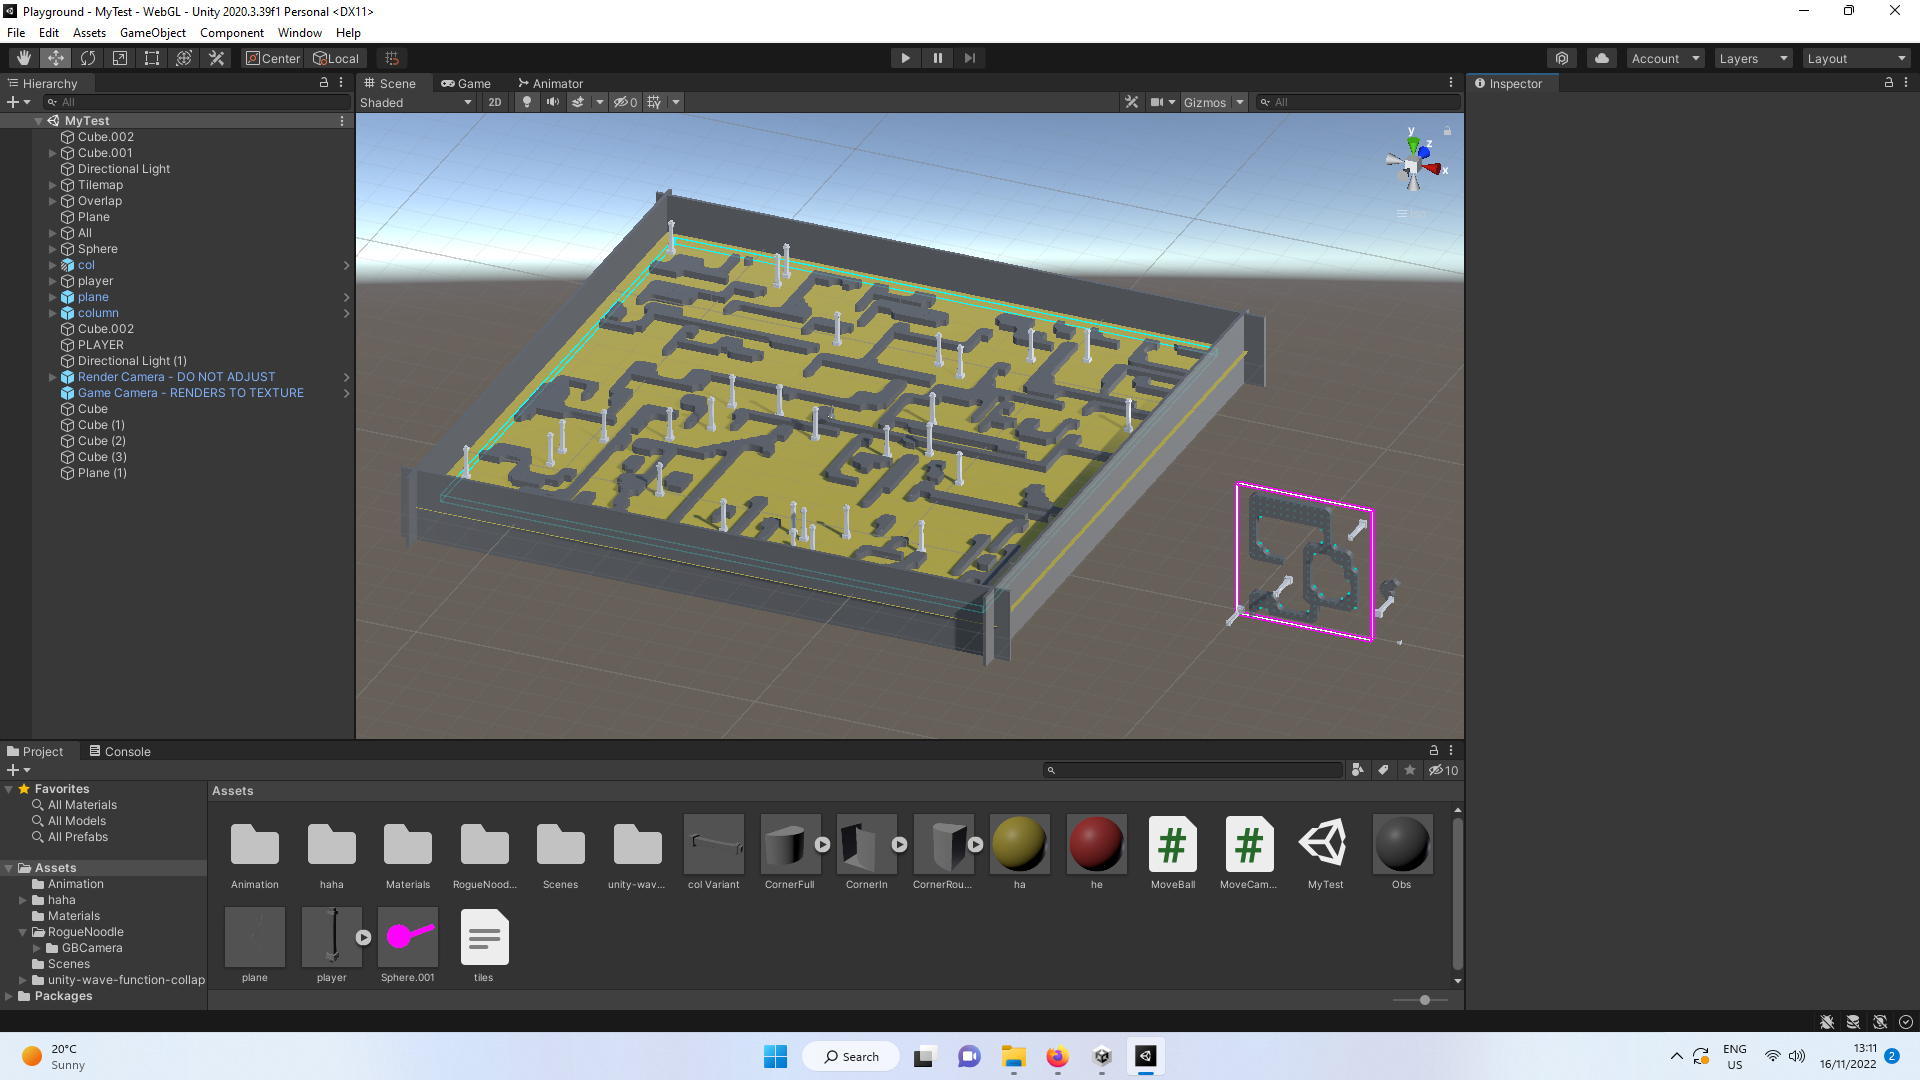 Playground - MyTest - WebGL - Unity 2020.3.39f1 Personal <DX11>
File Edit Assets GameObject Component Window Help
Center Local
Account Layers Layout
Hierarchy
Scene Game Animator
Inspector
All
Shaded 2D 0 Gizmos All
MyTest
Cube.002
Cube.001
Directional Light
Tilemap
Overlap
Plane
All
Sphere
col
player
plane
column
Cube.002
PLAYER
Directional Light (1)
Render Camera - DO NOT ADJUST
Game Camera - RENDERS TO TEXTURE
Cube
Cube (1)
Cube (2)
Cube (3)
Plane (1)
y
z
x
Project Console
10
Favorites
All Materials
All Models
All Prefabs
Assets
Animation
haha
Materials
RogueNoodle
GBCamera
Scenes
unity-wave-function-collap
Packages
Assets
Animation haha Materials RogueNood... Scenes unity-wav... col Variant CornerFull CornerIn CornerRou... ha he MoveBall MoveCam... MyTest Obs
plane player Sphere.001 tiles
20°C
Sunny
Search
ENG
US
13:11
16/11/2022
2